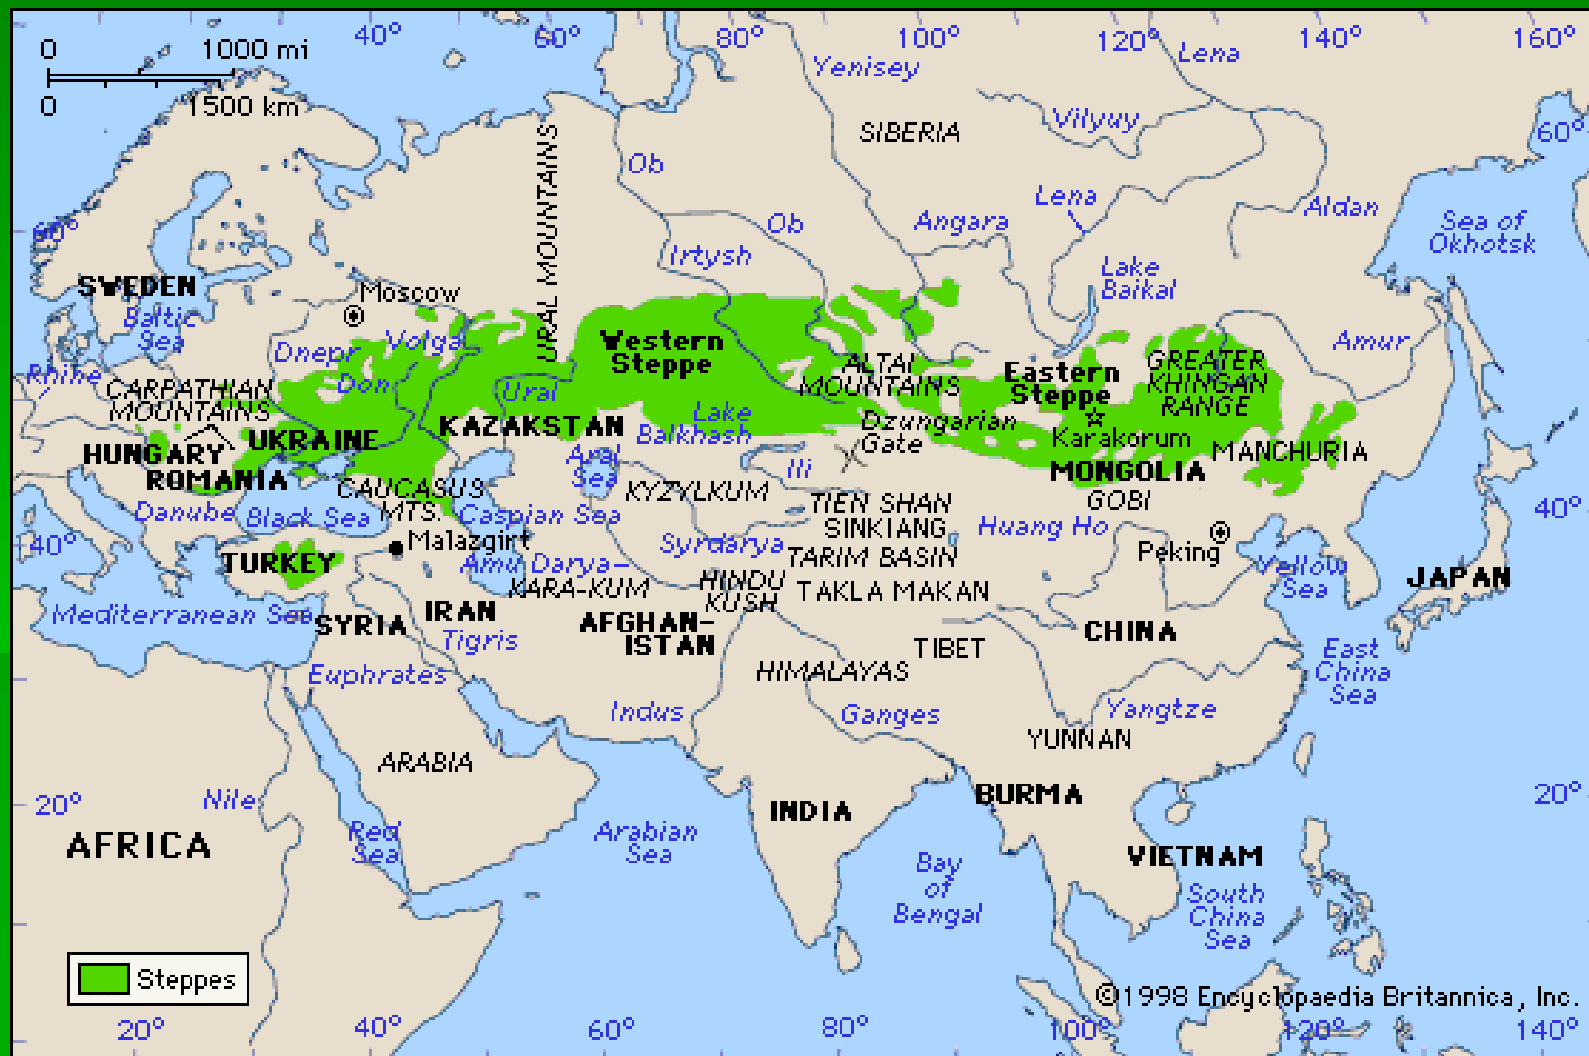 0 1000 mi
0 1500 km
40° 60° 80° 100° 120° 140° 160°
Lena
Yenisey
Vilyuy
SIBERIA
60°
URAL MOUNTAINS
Ob
Lena
Aldan
Ob
Angara
Sea of
Okhotsk
60°
Irtysh
Lake
Baikal
SWEDEN
Moscow
Baltic
Sea
Volga
Western
Steppe
Amur
Dnepr
ALTAI
MOUNTAINS
GREATER
KHINGAN
RANGE
Rhine
Eastern
Steppe
CARPATHIAN
MOUNTAINS
Don
Ural
Lake
Balkhash
Dzungarian
Gate
KAZAKSTAN
UKRAINE
Karakorum
HUNGARY
MANCHURIA
Aral
Sea
Ili
MONGOLIA
ROMANIA
CAUCASUS
MTS.
KYZYLKUM
TIEN SHAN
GOBI
40°
Danube
Black Sea
Caspian Sea
SINKIANG
Huang Ho
40°
Malazgirt
Syrdarya
TARIM BASIN
Peking
TURKEY
Amu Darya
Yellow
Sea
KARA-KUM
HINDU
KUSH
TAKLA MAKAN
JAPAN
Mediterranean Sea
SYRIA
IRAN
AFGHAN-
ISTAN
CHINA
Tigris
TIBET
East
China
Sea
Euphrates
HIMALAYAS
Indus
Ganges
Yangtze
YUNNAN
ARABIA
20°
Nile
BURMA
20°
INDIA
AFRICA
Red
Sea
Arabian
Sea
VIETNAM
Bay
of
Bengal
South
China
Sea
Steppes
©1998 Encyclopaedia Britannica, Inc.
20° 40° 60° 80° 100° 120° 140°